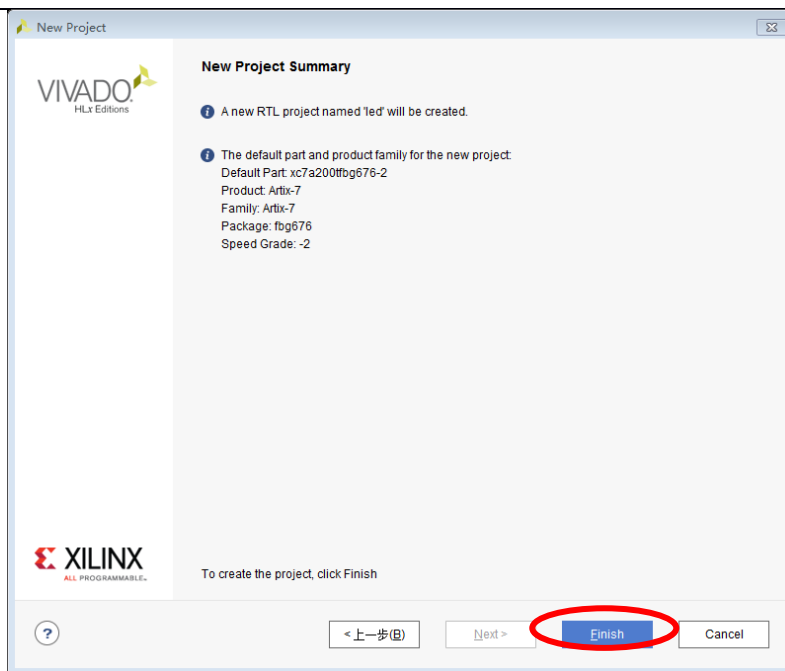 New Project
VIVADO.
HLx Editions
New Project Summary
A new RTL project named 'led' will be created.
The default part and product family for the new project:
Default Part: xc7a200tfbg676-2
Product: Artix-7
Family: Artix-7
Package: fbg676
Speed Grade: -2
XILINX
ALL PROGRAMMABLE.
To create the project, click Finish
?
<上一步(B)
Next >
Finish
Cancel